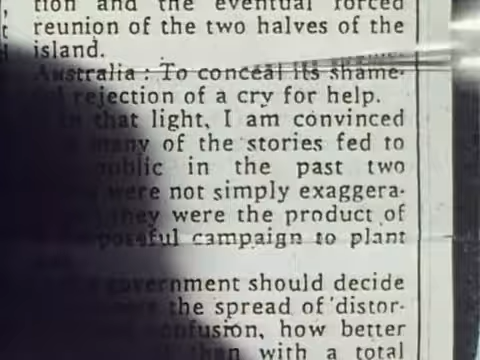 tion and the eventual forced
reunion of the two halves of the
island.
Australia : To conceal its shame-
rejection of a cry for help.
that light, I am convinced
many of the stories fed to
public in the past two
were not simply exaggera-
they were the product of
campaign to plant
government should decide
the spread of 'distor-
confusion, how better
than with a total